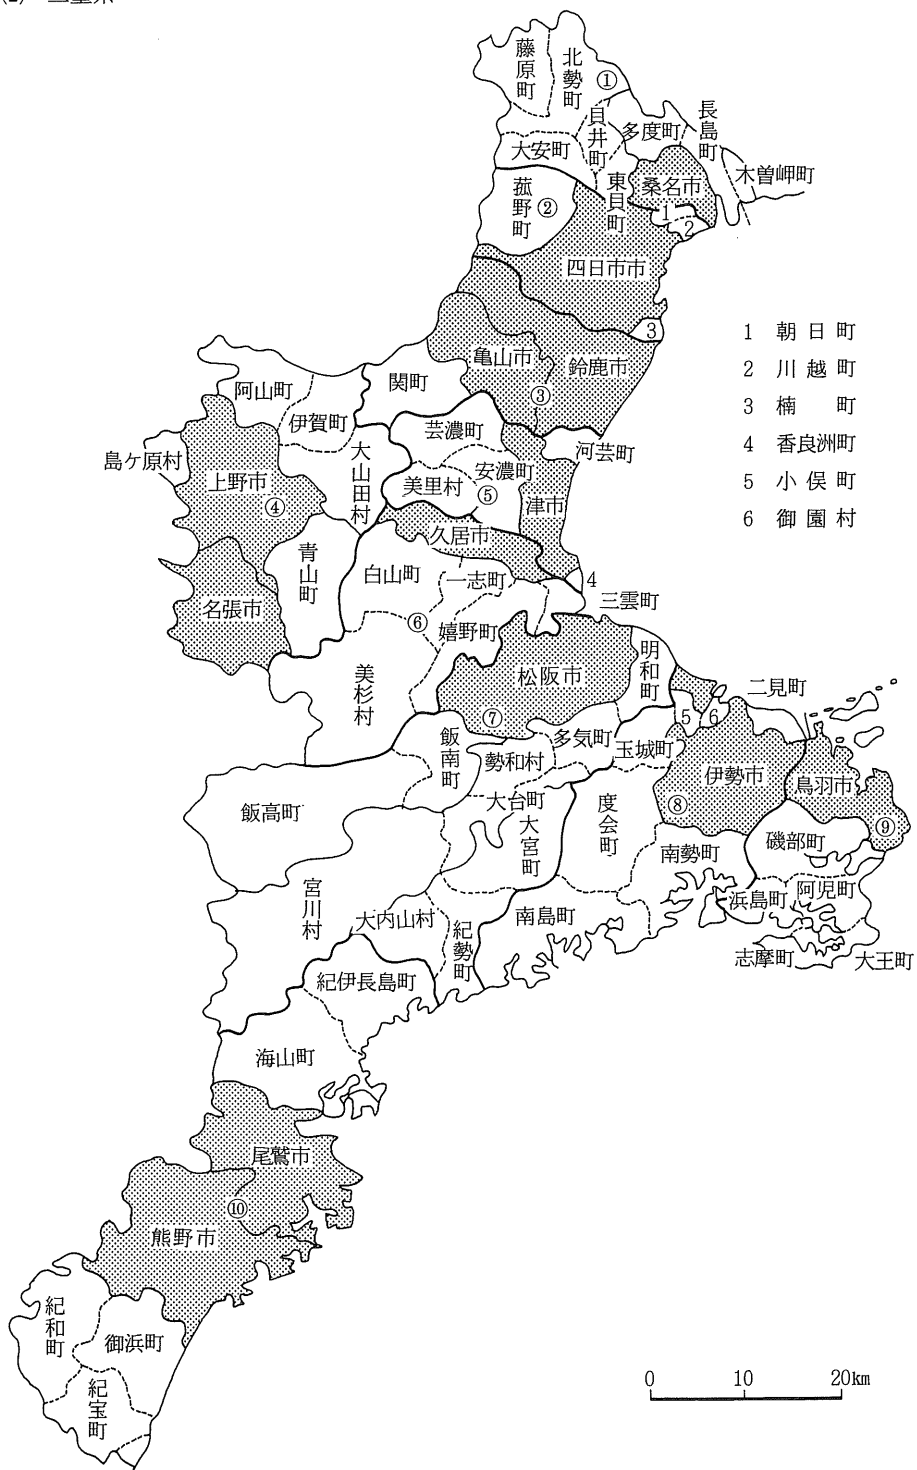 (2) 三重県
藤原町
北勢町
①
貝井町
多度町
長島町
木曽岬町
大安町
東貝町
桑名市
1
2
菰野町
②
四日市市
3
亀山市
鈴鹿市
③
関町
阿山町
伊賀町
芸濃町
河芸町
島ケ原村
上野市
④
大山田村
美里村
安濃町
⑤
津市
久居市
青山町
白山町
一志町
4
三雲町
名張市
⑥
嬉野町
美杉村
松阪市
⑦
明和町
二見町
5
6
飯南町
勢和村
多気町
玉城町
伊勢市
⑧
鳥羽市
⑨
飯高町
大台町
大宮町
度会町
南勢町
磯部町
宮川村
大内山村
紀勢町
南島町
浜島町
阿児町
志摩町
大王町
紀伊長島町
海山町
尾鷲市
⑩
熊野市
紀和町
御浜町
紀宝町
1 朝日町
2 川越町
3 楠町
4 香良洲町
5 小俣町
6 御園村
0 10 20km